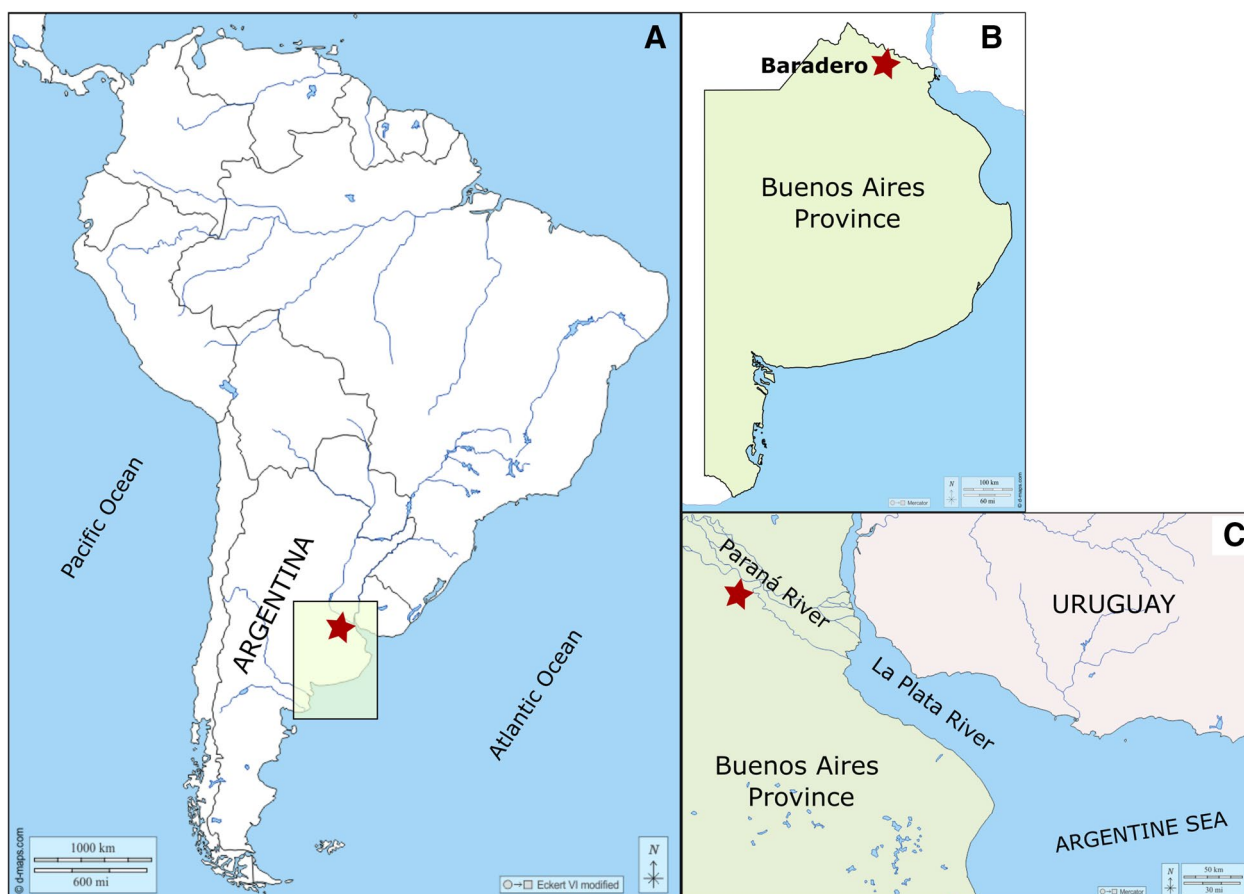 A
Pacific Ocean
ARGENTINA
Atlantic Ocean
1000 km
600 mi
© d-maps.com
Eckert VI modified
N
B
Baradero
Buenos Aires
Province
N
100 km
60 mi
Mercator
© d-maps.com
C
Paraná River
URUGUAY
La Plata River
Buenos Aires
Province
ARGENTINE SEA
N
50 km
30 mi
Mercator